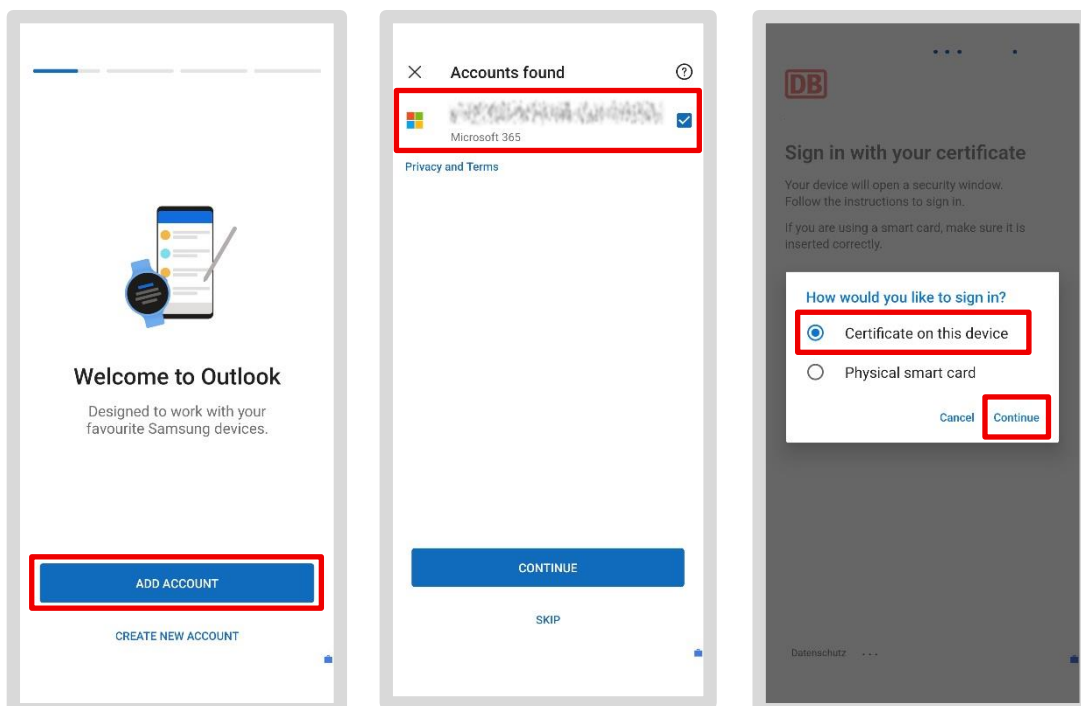 Welcome to Outlook
Designed to work with your
favourite Samsung devices.
ADD ACCOUNT
CREATE NEW ACCOUNT
Accounts found
Microsoft 365
Privacy and Terms
CONTINUE
SKIP
DB
Sign in with your certificate
Your device will open a security window.
Follow the instructions to sign in.
If you are using a smart card, make sure it is
inserted correctly.
How would you like to sign in?
Certificate on this device
Physical smart card
Cancel Continue
Datenschutz ...